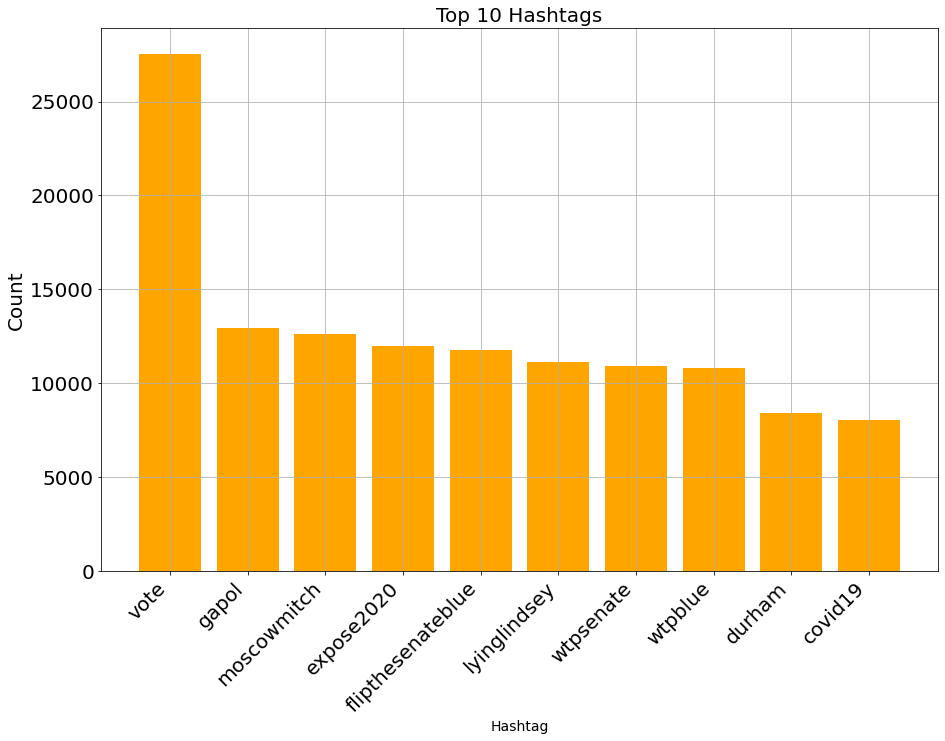 Top 10 Hashtags
Count
25000
20000
15000
10000
5000
0
vote
gapol
moscowmitch
expose2020
flipthesenateblue
lyinglindsey
wtpsenate
wtpblue
durham
covid19
Hashtag